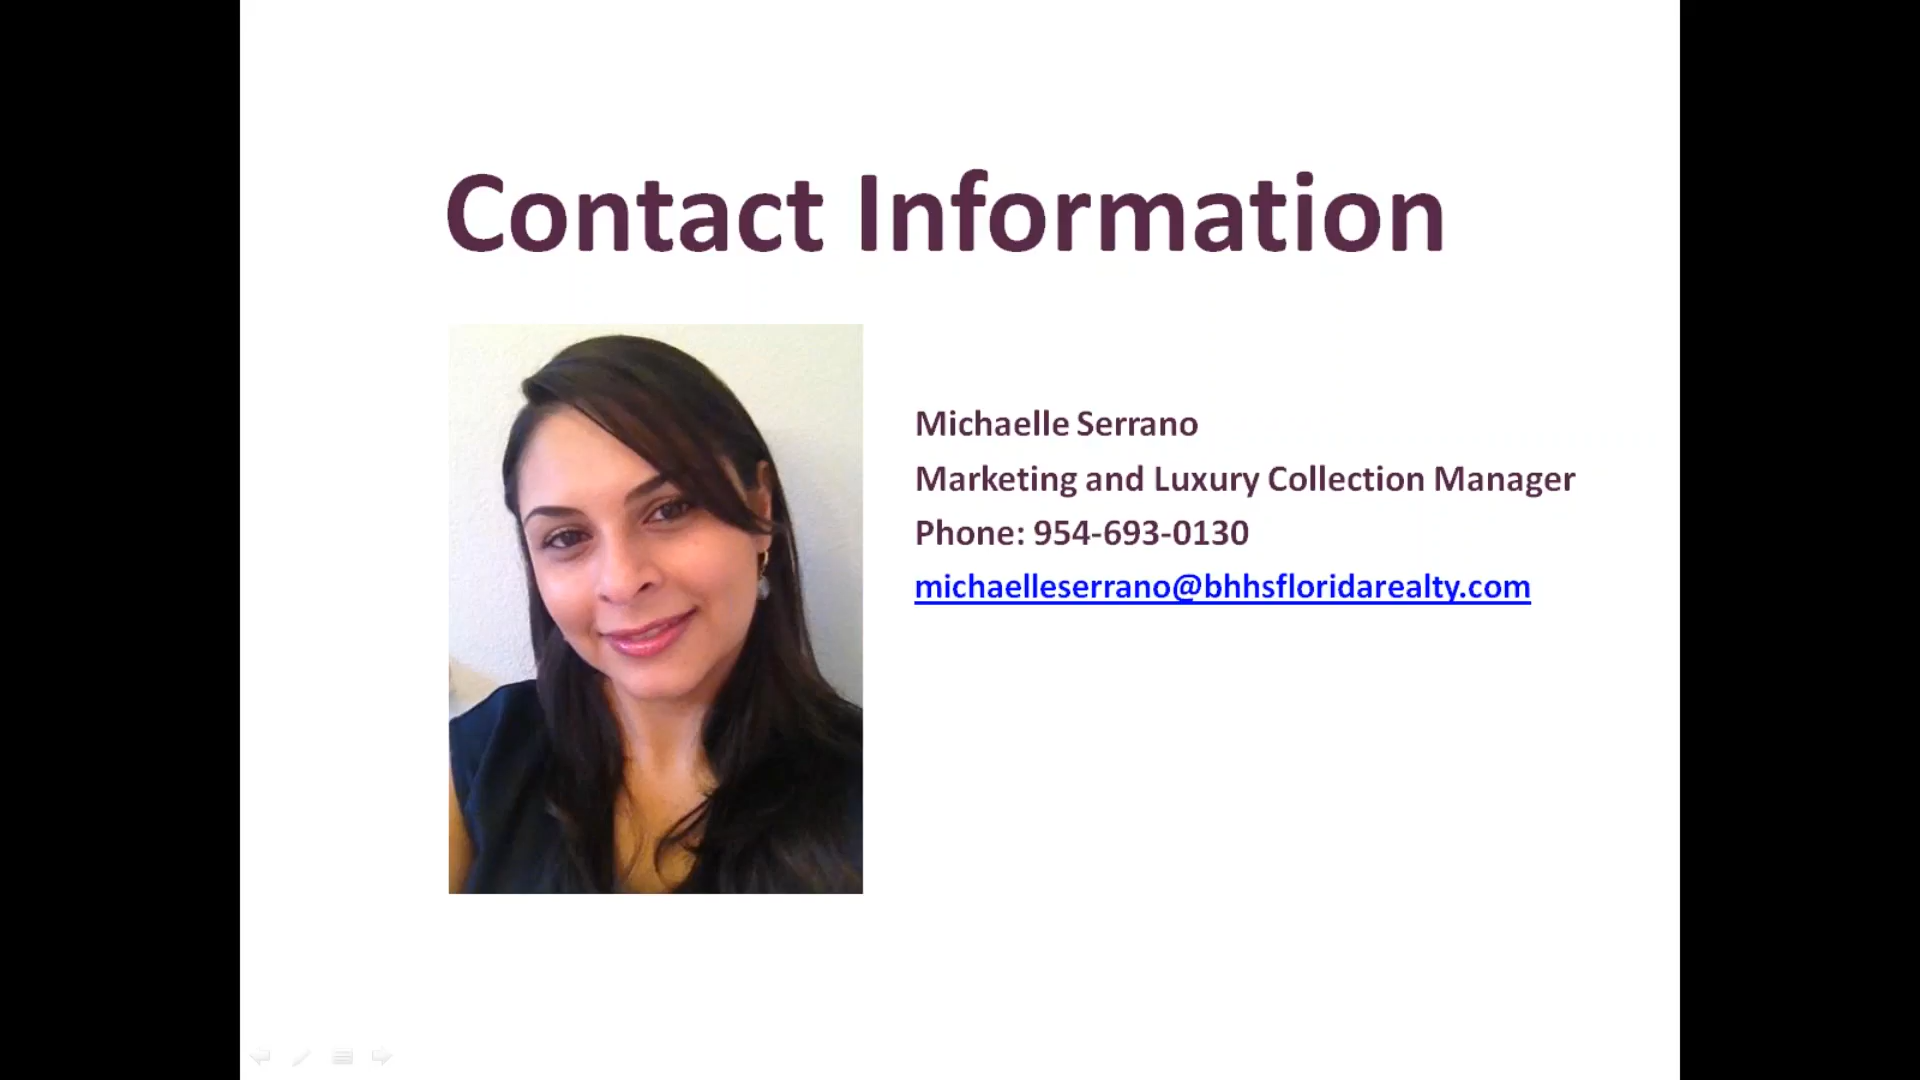 Contact Information
Michaelle Serrano
Marketing and Luxury Collection Manager
Phone: 954-693-0130
michaelleserrano@bhhsfloridarealty.com